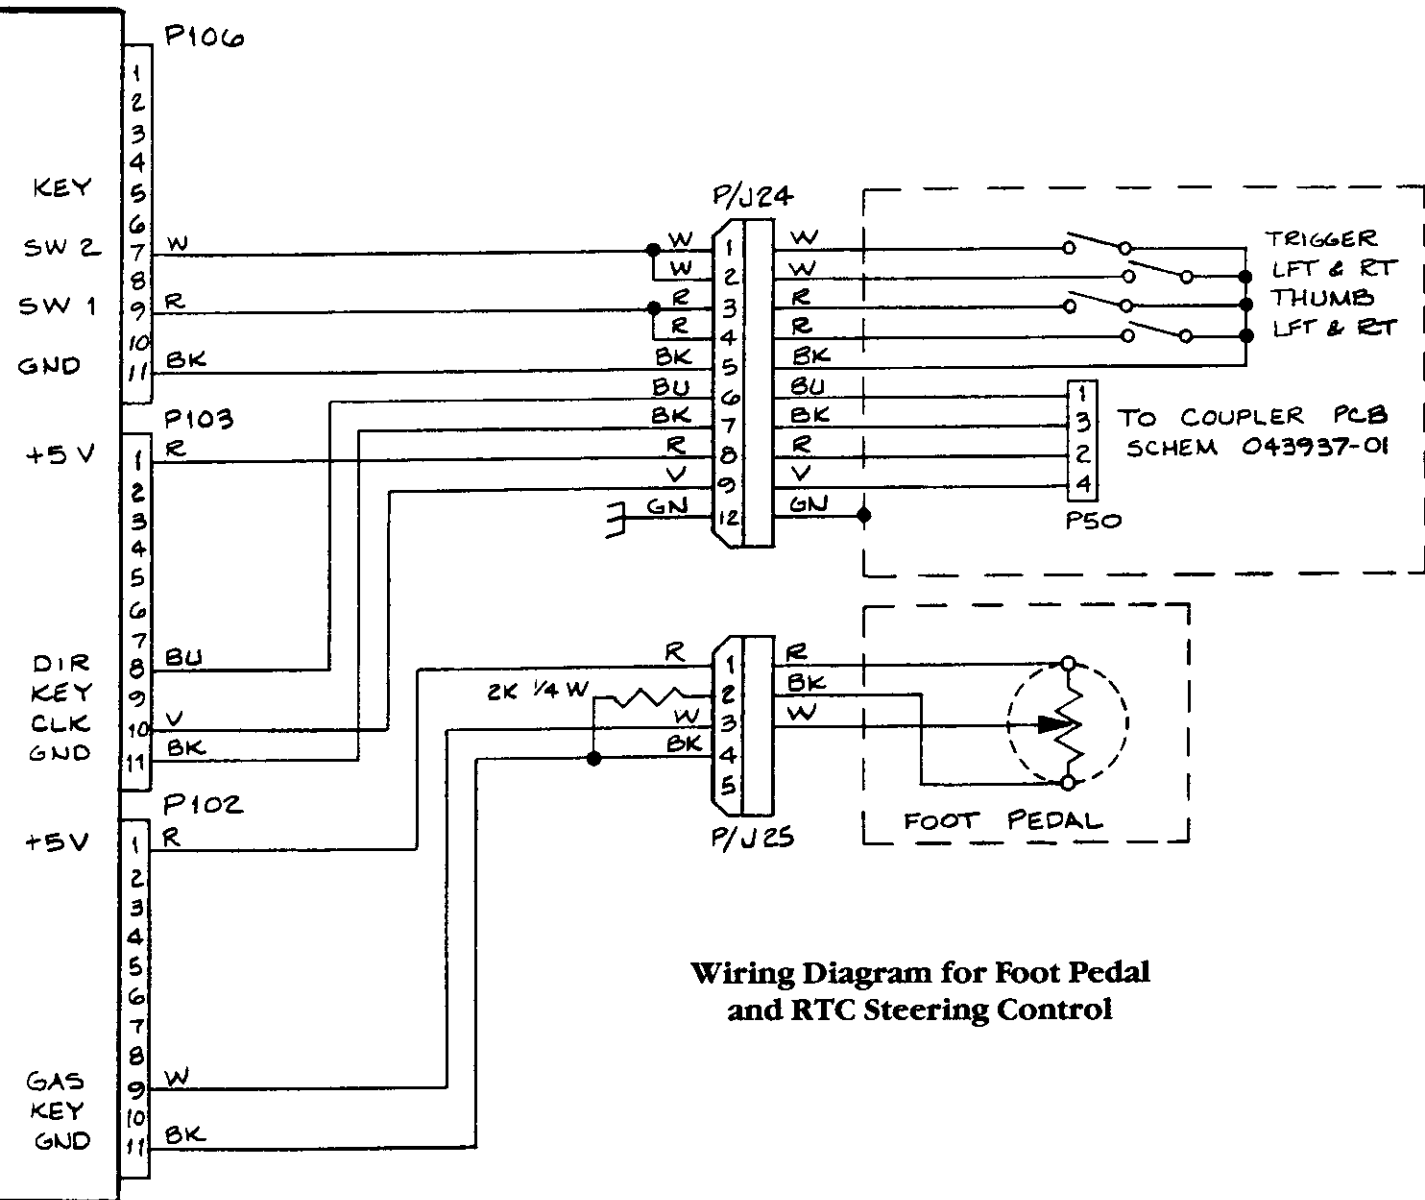 P106
1
2
3
4
KEY 5
6
SW 2 7 W
8
SW 1 9 R
10
GND 11 BK
P103
+5V 1 R
2
3
4
5
6
7
DIR 8 BU
KEY 9
CLK 10 V
GND 11 BK
P102
+5V 1 R
2
3
4
5
6
7
8
GAS 9 W
KEY 10
GND 11 BK
P/J24
W 1 W
W 2 W
R 3 R
R 4 R
BK 5 BK
BU 6 BU
BK 7 BK
R 8 R
V 9 V
GN 12 GN
TRIGGER
LFT & RT
THUMB
LFT & RT
1
3
2
4
P50
TO COUPLER PCB
SCHEM 043937-01
R 1 R
2K 1/4 W 2 BK
W 3 W
BK 4
5
P/J25
FOOT PEDAL
Wiring Diagram for Foot Pedal
and RTC Steering Control